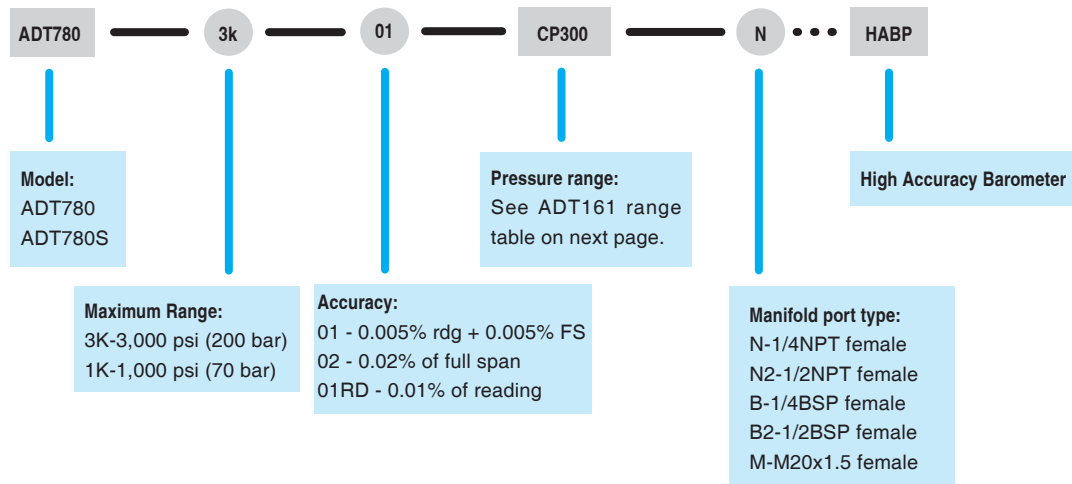 ADT780
3k
01
CP300
N
HABP
Model:
ADT780
ADT780S
Maximum Range:
3K-3,000 psi (200 bar)
1K-1,000 psi (70 bar)
Accuracy:
01 - 0.005% rdg + 0.005% FS
02 - 0.02% of full span
01RD - 0.01% of reading
Pressure range:
See ADT161 range
table on next page.
Manifold port type:
N-1/4NPT female
N2-1/2NPT female
B-1/4BSP female
B2-1/2BSP female
M-M20x1.5 female
High Accuracy Barometer